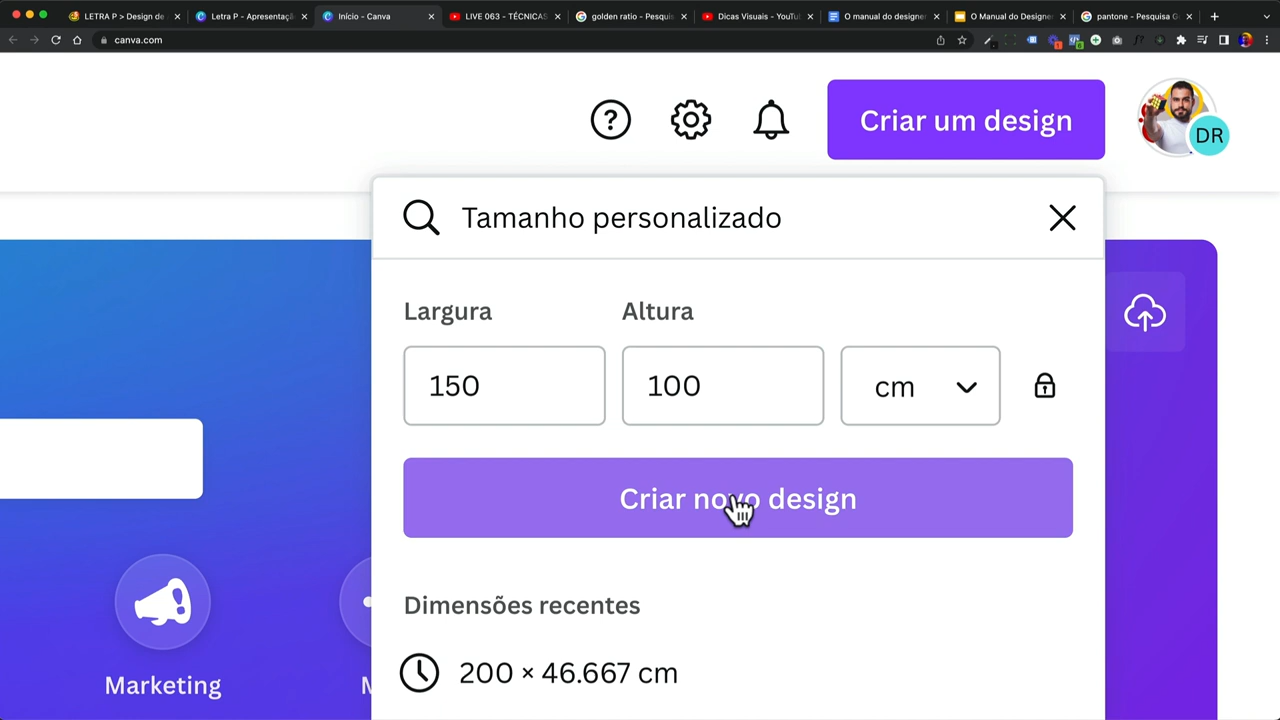 LETRA P > Design de
Letra P - Apresentaçã
Início - Canva
LIVE 063 - TÉCNICAS
golden ratio - Pesquis
Dicas Visuais - YouTu
O manual do designer
O Manual do Designer
pantone - Pesquisa G
canva.com
?
Criar um design
DR
Tamanho personalizado
Largura
Altura
150
100
cm
Criar novo design
Dimensões recentes
200 × 46.667 cm
Marketing